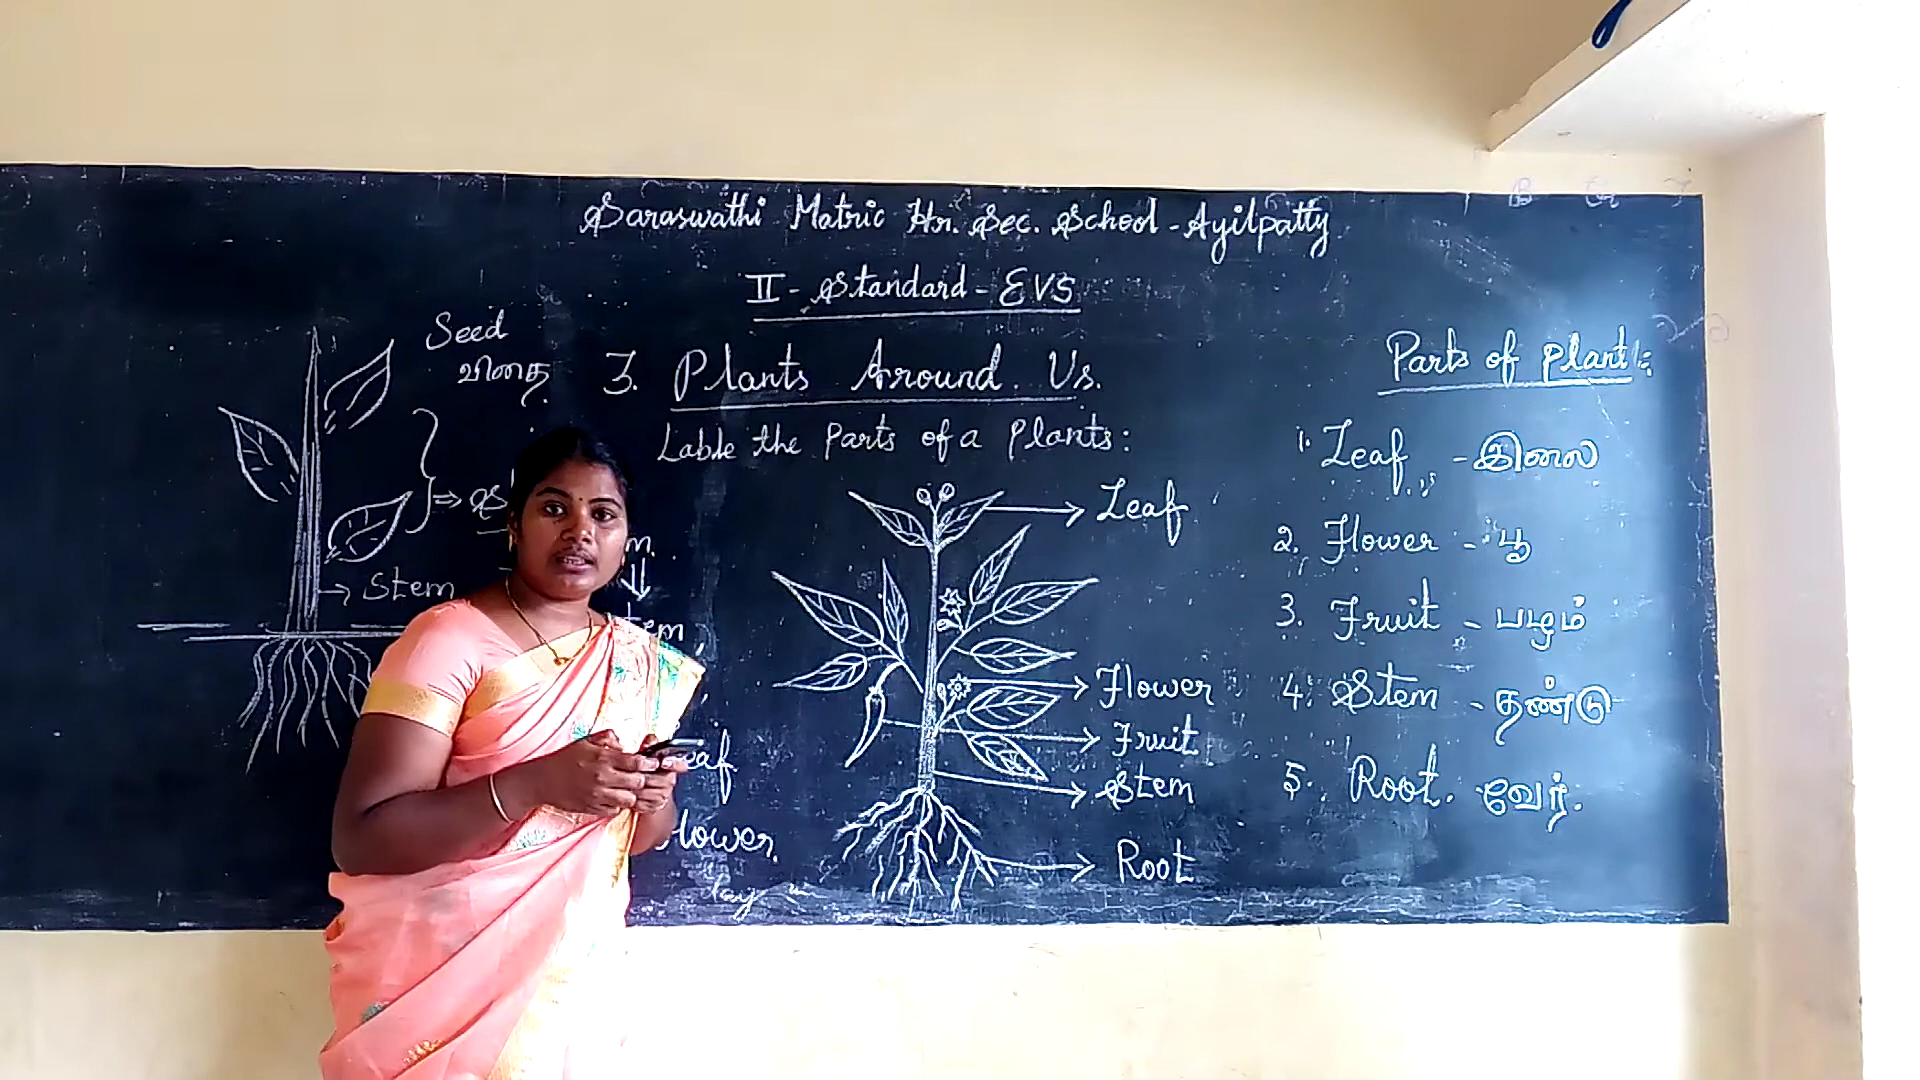 Saraswathi Matric Hr. Sec. School - Ayilpatty
II - Standard - EVS
3. Plants Around Us.
Lable the Parts of a Plants:
Seed
விதை
Stem
Leaf
Flower
Fruit
Stem
Root
Parts of plant:
1. Leaf - இலை
2. Flower - பூ
3. Fruit - பழம்
4. Stem - தண்டு
5. Root. வேர்.